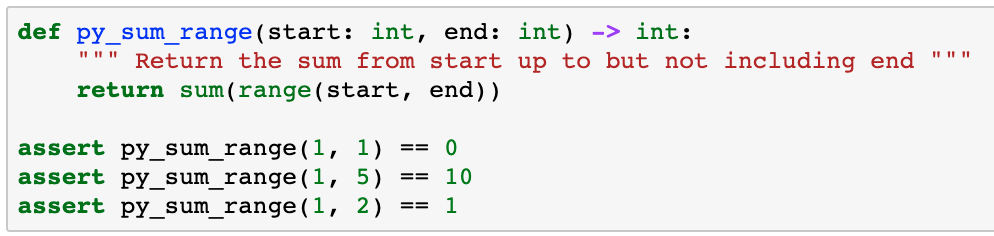 def py_sum_range(start: int, end: int) -> int:
    """ Return the sum from start up to but not including end """
    return sum(range(start, end))

assert py_sum_range(1, 1) == 0
assert py_sum_range(1, 5) == 10
assert py_sum_range(1, 2) == 1